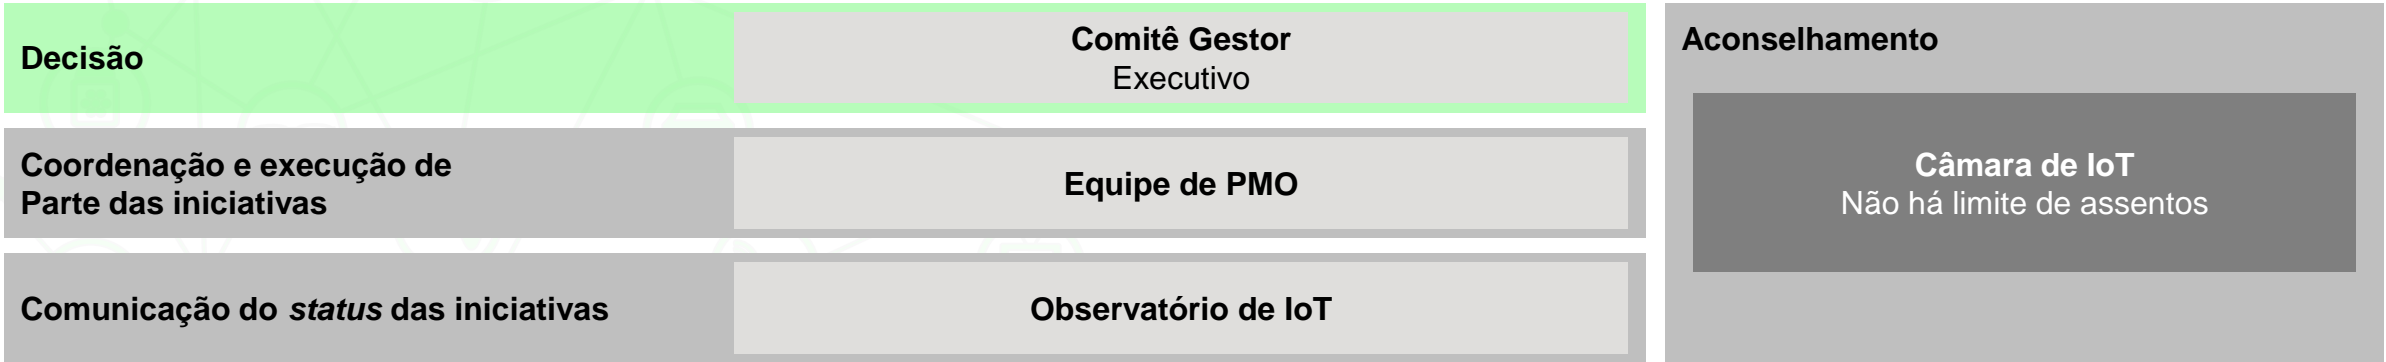 Decisão
Comitê Gestor
Executivo
Coordenação e execução de
Parte das iniciativas
Equipe de PMO
Comunicação do status das iniciativas
Observatório de IoT
Aconselhamento
Câmara de IoT
Não há limite de assentos